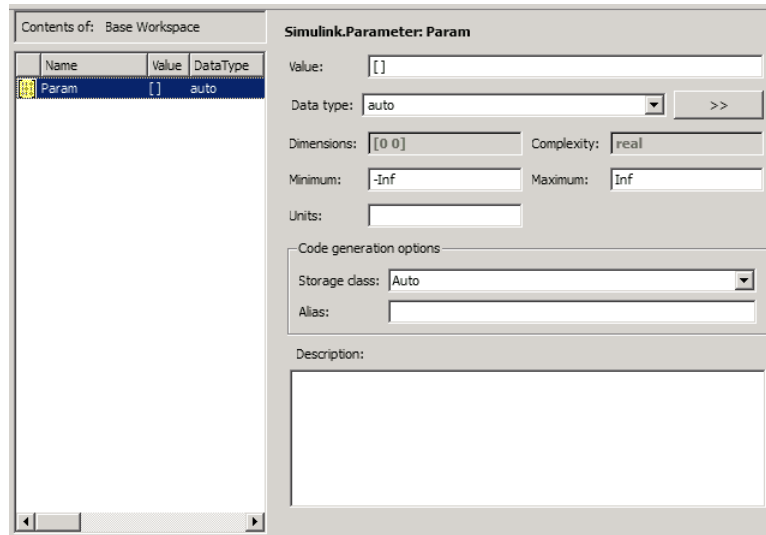 Contents of: Base Workspace
Name Value DataType
Param [ ] auto
Simulink.Parameter: Param
Value: []
Data type: auto >>
Dimensions: [0 0] Complexity: real
Minimum: -Inf Maximum: Inf
Units:
Code generation options
Storage class: Auto
Alias:
Description: